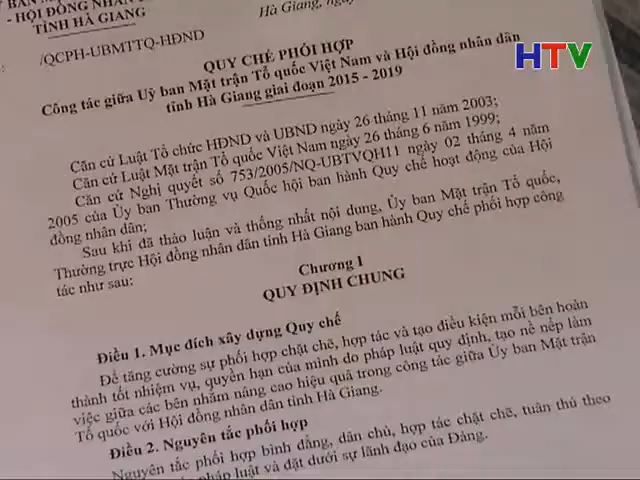 BAN M
- HỘI ĐỒNG NHÂN
TỈNH HÀ GIANG
Hà Giang, ngày
/QCPH-UBMTTQ-HĐND
HTV
QUY CHẾ PHỐI HỢP
Công tác giữa Uỷ ban Mặt trận Tổ quốc Việt Nam và Hội đồng nhân dân
tỉnh Hà Giang giai đoạn 2015 - 2019
Căn cứ Luật Tổ chức HĐND và UBND ngày 26 tháng 11 năm 2003;
Căn cứ Luật Mặt trận Tổ quốc Việt Nam ngày 26 tháng 6 năm 1999;
Căn cứ Nghị quyết số 753/2005/NQ-UBTVQH11 ngày 02 tháng 4 năm
2005 của Ủy ban Thường vụ Quốc hội ban hành Quy chế hoạt động của Hội
đồng nhân dân;
Sau khi đã thảo luận và thống nhất nội dung, Ủy ban Mặt trận Tổ quốc,
Thường trực Hội đồng nhân dân tỉnh Hà Giang ban hành Quy chế phối hợp công
tác như sau:
Chương I
QUY ĐỊNH CHUNG
Điều 1. Mục đích xây dựng Quy chế
Để tăng cường sự phối hợp chặt chẽ, hợp tác và tạo điều kiện mỗi bên hoàn
thành tốt nhiệm vụ, quyền hạn của mình do pháp luật quy định, tạo nề nếp làm
việc giữa các bên nhằm nâng cao hiệu quả trong công tác giữa Ủy ban Mặt trận
Tổ quốc với Hội đồng nhân dân tỉnh Hà Giang.
Điều 2. Nguyên tắc phối hợp
Nguyên tắc phối hợp bình đẳng, dân chủ, hợp tác chặt chẽ, tuân thủ theo
pháp luật và đặt dưới sự lãnh đạo của Đảng.